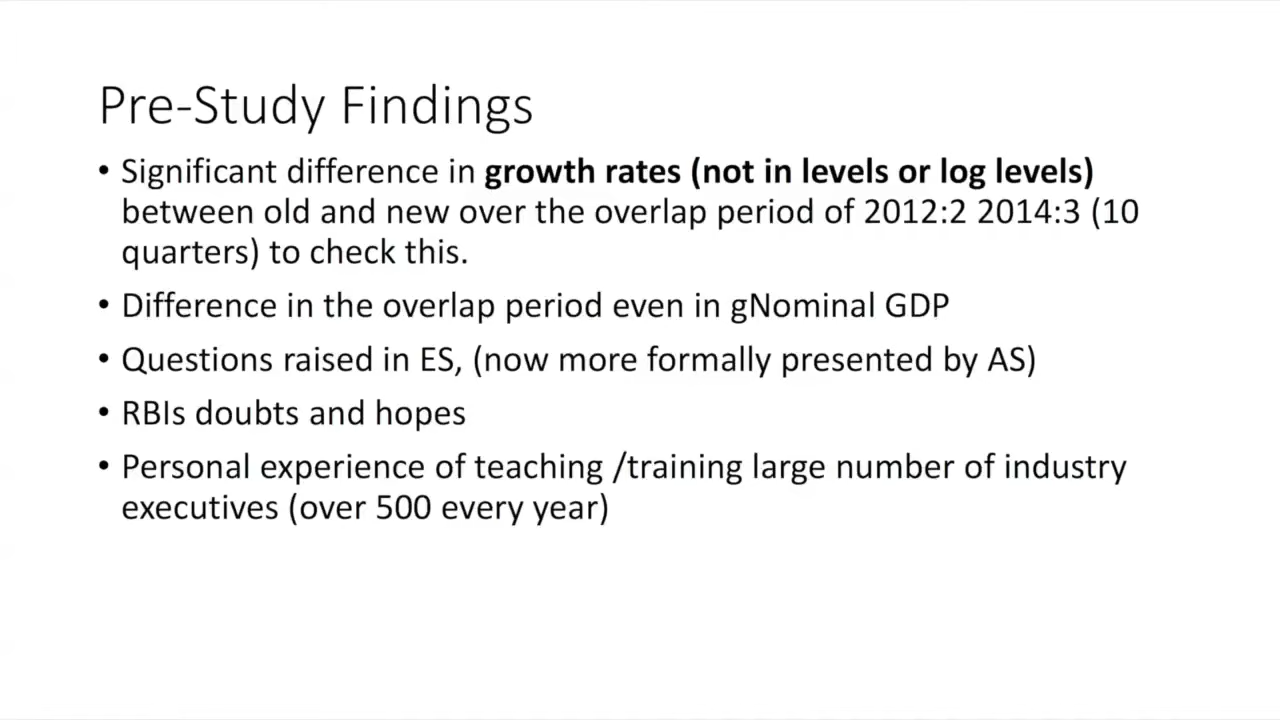 Pre-Study Findings
• Significant difference in growth rates (not in levels or log levels)
between old and new over the overlap period of 2012:2 2014:3 (10
quarters) to check this.
• Difference in the overlap period even in gNominal GDP
• Questions raised in ES, (now more formally presented by AS)
• RBIs doubts and hopes
• Personal experience of teaching /training large number of industry
executives (over 500 every year)